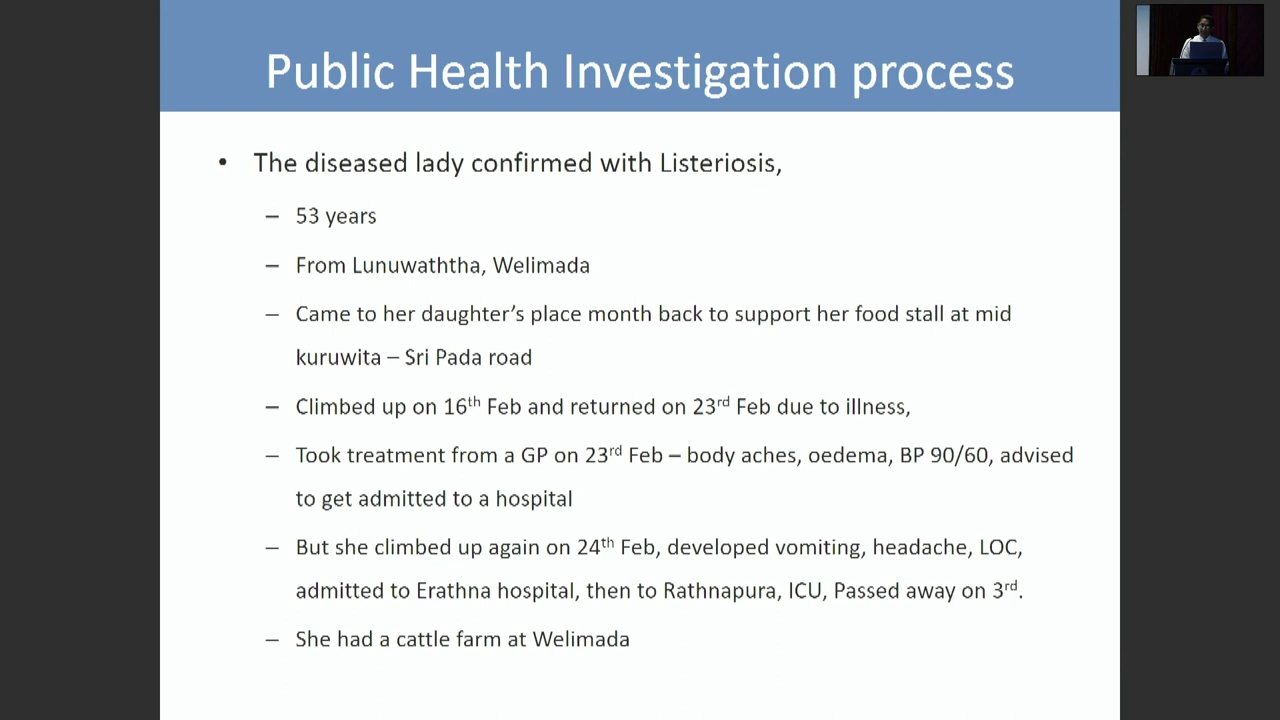 Public Health Investigation process
• The diseased lady confirmed with Listeriosis,
– 53 years
– From Lunuwaththa, Welimada
– Came to her daughter's place month back to support her food stall at mid
kuruwita – Sri Pada road
– Climbed up on 16th Feb and returned on 23rd Feb due to illness,
– Took treatment from a GP on 23rd Feb – body aches, oedema, BP 90/60, advised
to get admitted to a hospital
– But she climbed up again on 24th Feb, developed vomiting, headache, LOC,
admitted to Erathna hospital, then to Rathnapura, ICU, Passed away on 3rd.
– She had a cattle farm at Welimada